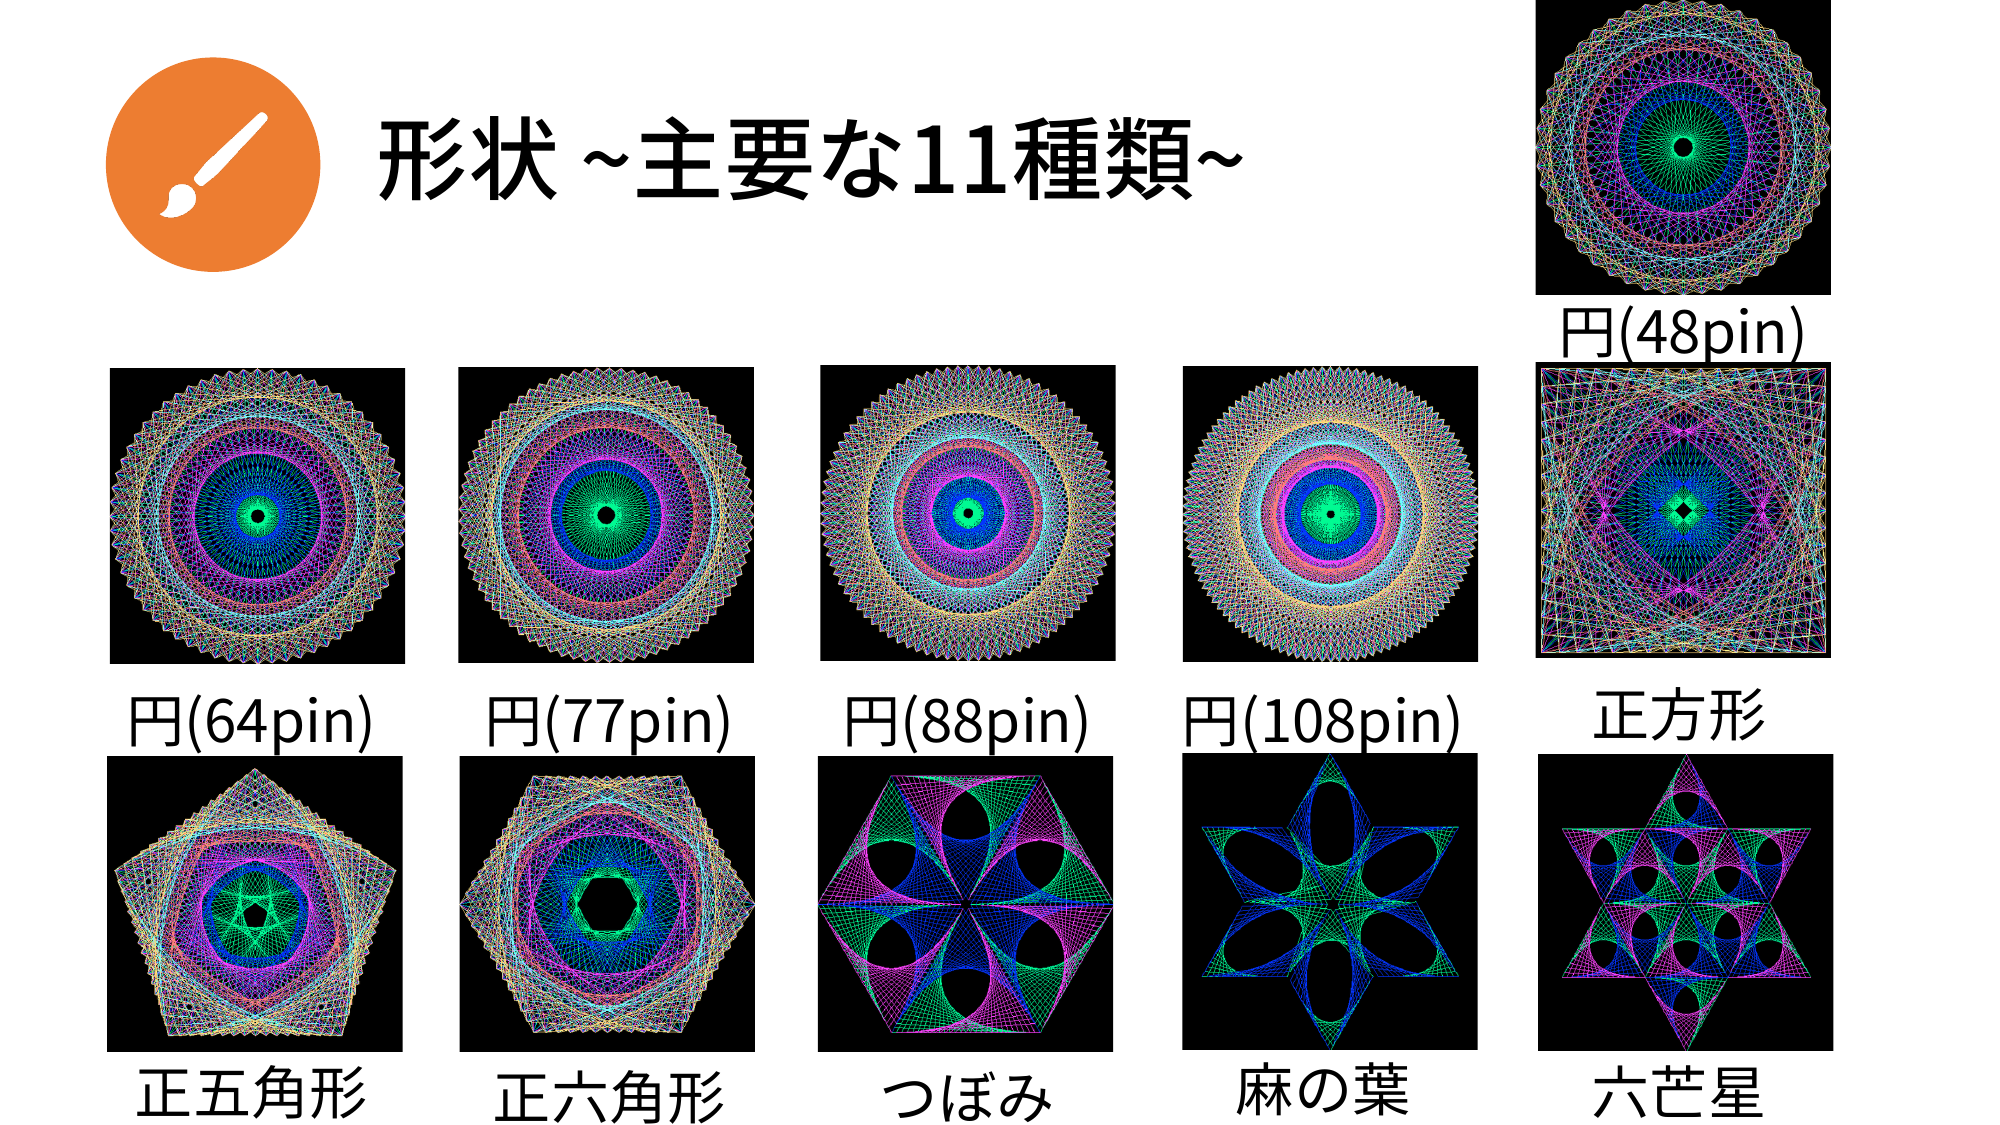 形状 ~主要な11種類~
円(48pin)
円(64pin)
円(77pin)
円(88pin)
円(108pin)
正方形
正五角形
正六角形
つぼみ
麻の葉
六芒星